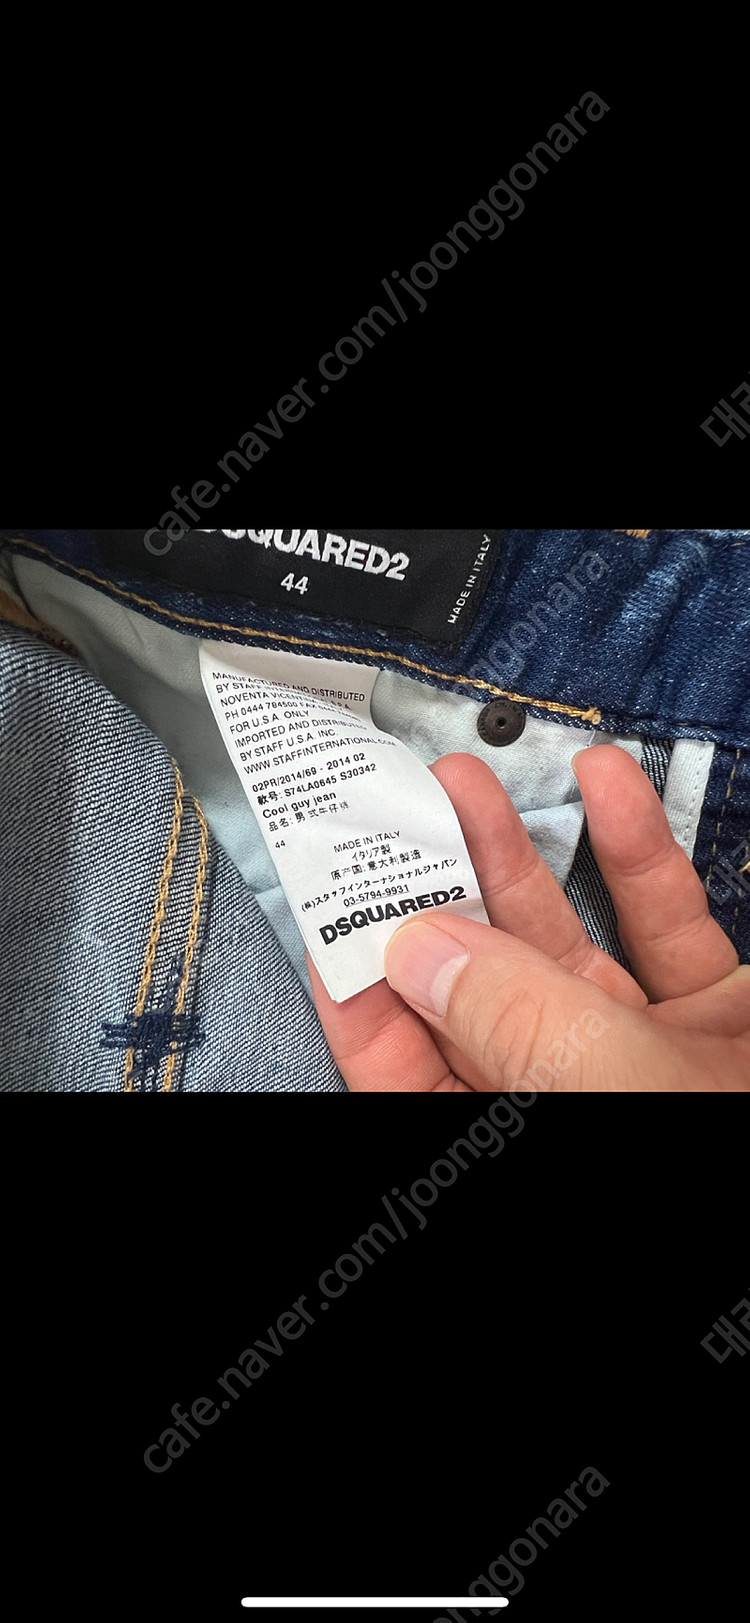 cafe.naver.com/joonggonara
DSQUARED2
44
MADE IN ITALY
MANUFACTURED AND DISTRIBUTED
BY STAFF
NOVENTA
PH 0444 784500 FAX
FOR U.S.A. ONLY
IMPORTED AND DISTRIBUTED
BY STAFF U.S.A. INC.
WWW.STAFFINTERNATIONAL.COM
02PR/2014/69 - 2014 02
款号: S74LA0645 S30342
Cool guy jean
品名: 男式牛仔裤
44
MADE IN ITALY
イタリア製
原产国: 意大利製造
(株)スタッフインターナショナルジャパン
03-5794-9931
DSQUARED2
cafe.naver.com/joonggonara
joonggonara